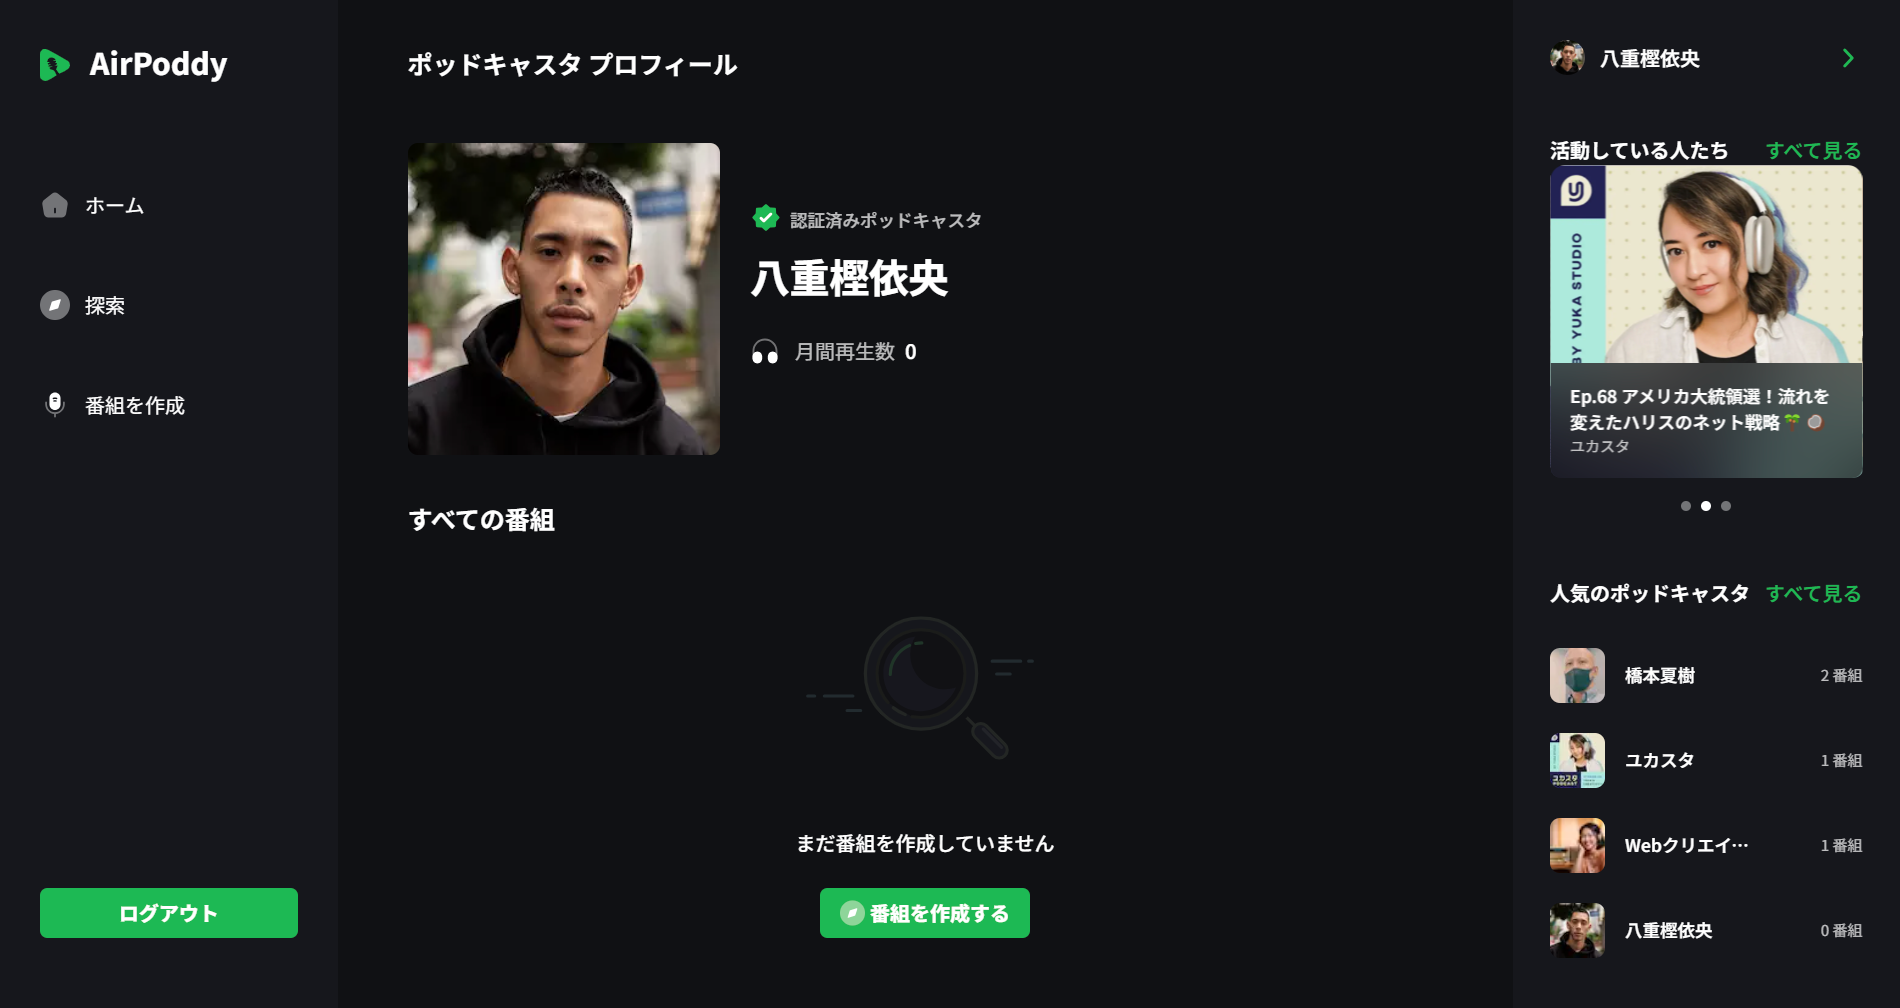 AirPoddy
ホーム
探索
番組を作成
ログアウト
ポッドキャスタ プロフィール
認証済みポッドキャスタ
八重樫依央
月間再生数 0
すべての番組
まだ番組を作成していません
番組を作成する
八重樫依央
活動している人たち すべて見る
BY YUKA STUDIO
Ep.68 アメリカ大統領選！流れを
変えたハリスのネット戦略🌴🥥
ユカスタ
人気のポッドキャスタ すべて見る
橋本夏樹 2 番組
ユカスタ
PODCAST
ユカスタ 1 番組
Webクリエイ… 1 番組
八重樫依央 0 番組